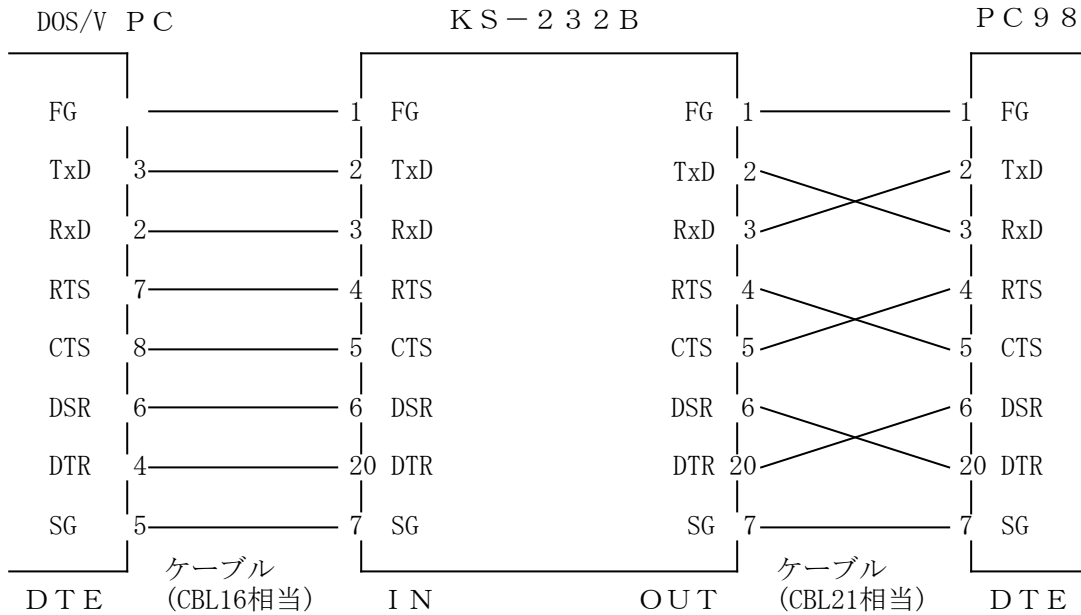 DOS/V ＰＣ ＫＳ－２３２Ｂ ＰＣ９８
FG 1 FG FG 1 1 FG
TxD 3 2 TxD TxD 2 2 TxD
RxD 2 3 RxD RxD 3 3 RxD
RTS 7 4 RTS RTS 4 4 RTS
CTS 8 5 CTS CTS 5 5 CTS
DSR 6 6 DSR DSR 6 6 DSR
DTR 4 20 DTR DTR 20 20 DTR
SG 5 7 SG SG 7 7 SG
ケーブル ケーブル
ＤＴＥ （CBL16相当） ＩＮ ＯＵＴ （CBL21相当） ＤＴＥ